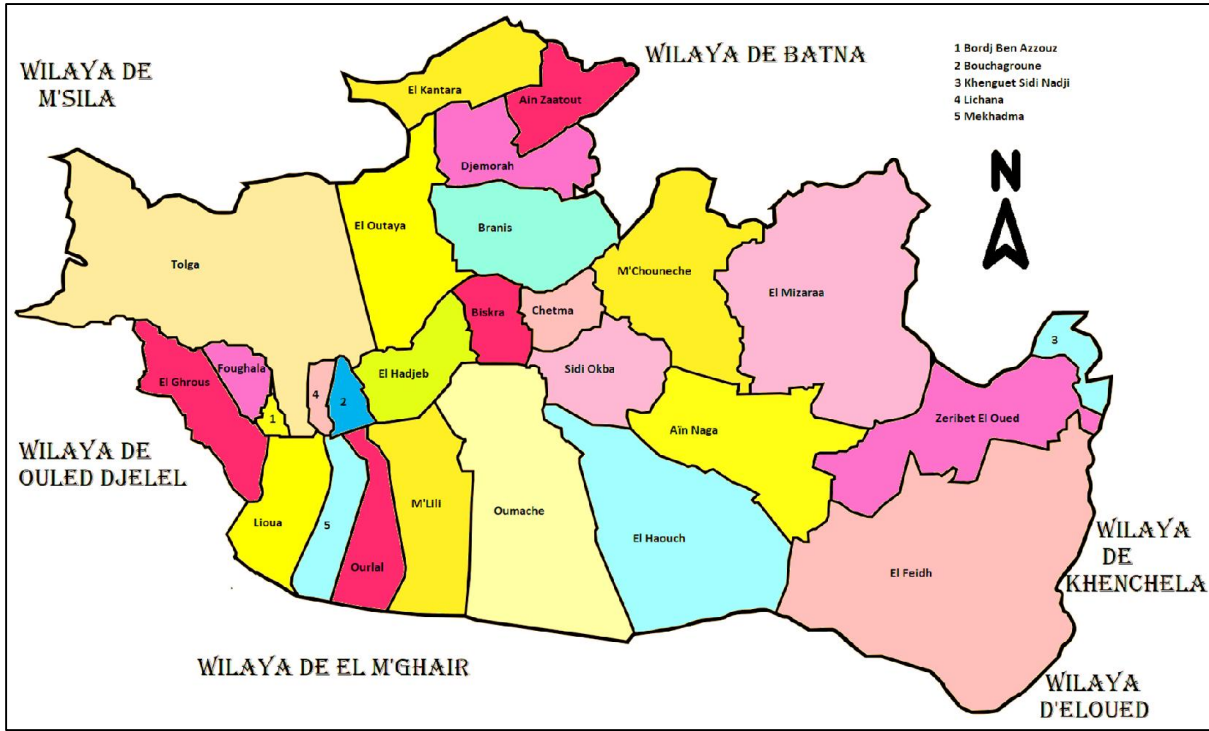 WILAYA DE
M'SILA
WILAYA DE BATNA
1 Bordj Ben Azzouz
2 Bouchagroune
3 Khenguet Sidi Nadji
4 Lichana
5 Mekhadma
N
El Kantara
Ain Zaatout
Djemorah
El Outaya
Branis
Tolga
M'Chouneche
El Mizaraa
Biskra
Chetma
3
El Ghrous
Foughala
4
2
El Hadjeb
Sidi Okba
1
Aïn Naga
Zeribet El Oued
WILAYA DE
OULED DJELEL
Lioua
5
M'Lili
Oumache
El Haouch
Ourlal
El Feidh
WILAYA
DE
KHENCHELA
WILAYA DE EL M'GHAIR
WILAYA
D'ELOUED